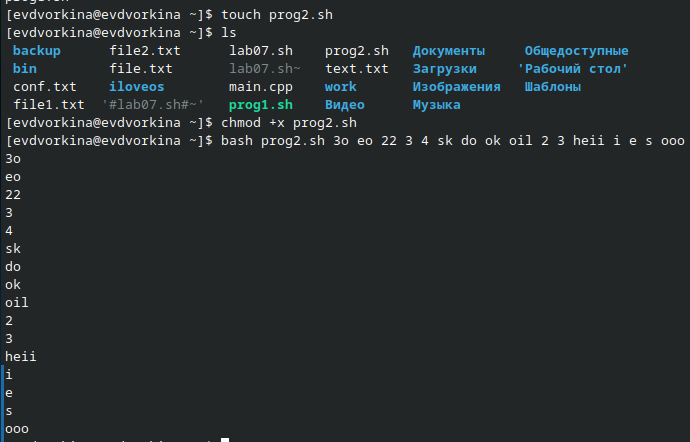 [evdvorkina@evdvorkina ~]$ touch prog2.sh
[evdvorkina@evdvorkina ~]$ ls
backup file2.txt lab07.sh prog2.sh Документы Общедоступные
bin file.txt lab07.sh~ text.txt Загрузки 'Рабочий стол'
conf.txt iloveos main.cpp work Изображения Шаблоны
file1.txt '#lab07.sh#~' prog1.sh Видео Музыка
[evdvorkina@evdvorkina ~]$ chmod +x prog2.sh
[evdvorkina@evdvorkina ~]$ bash prog2.sh 3o eo 22 3 4 sk do ok oil 2 3 heii i e s ooo
3o
eo
22
3
4
sk
do
ok
oil
2
3
heii
i
e
s
ooo